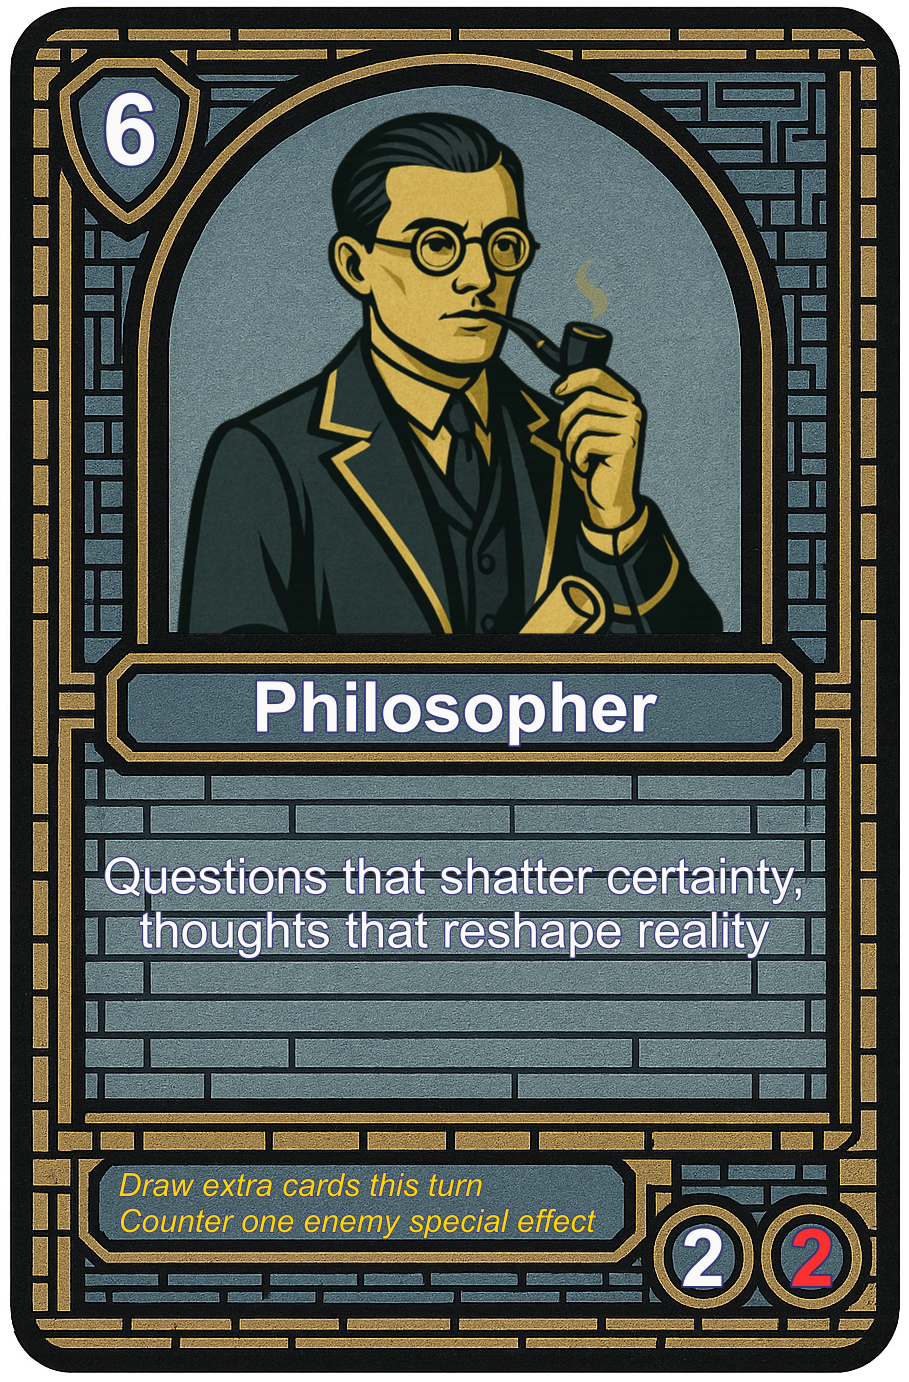 6
Philosopher
Questions that shatter certainty,
thoughts that reshape reality
Draw extra cards this turn
Counter one enemy special effect
2 2